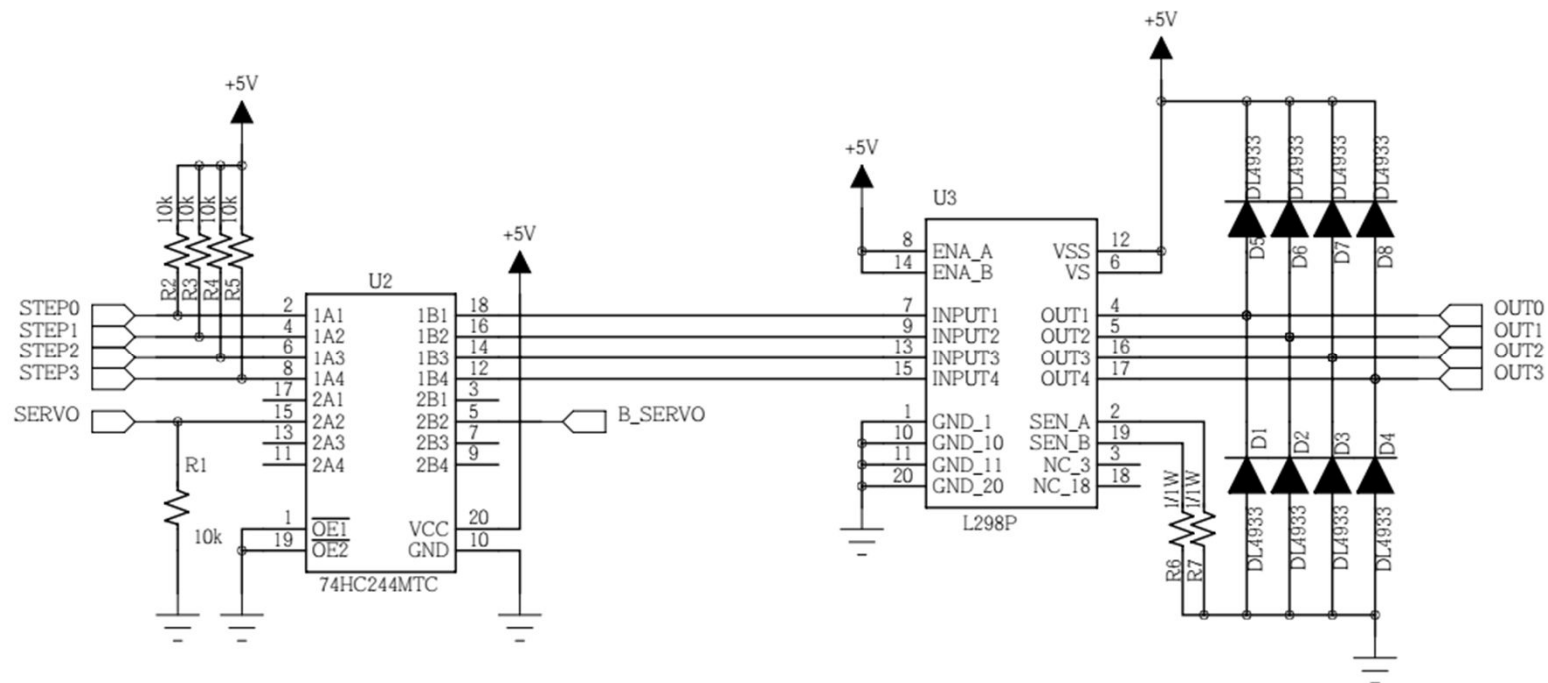 +5V
10k
10k
10k
10k
R2
R3
R4
R5
STEP0
STEP1
STEP2
STEP3
SERVO
R1
10k
U2
2 1A1 1B1 18
4 1A2 1B2 16
6 1A3 1B3 14
8 1A4 1B4 12
17 2A1 2B1 3
15 2A2 2B2 5
13 2A3 2B3 7
11 2A4 2B4 9
1 OE1 VCC 20
19 OE2 GND 10
74HC244MTC
+5V
B_SERVO
+5V
U3
8 ENA_A VSS 12
14 ENA_B VS 6
7 INPUT1 OUT1 4
9 INPUT2 OUT2 5
13 INPUT3 OUT3 16
15 INPUT4 OUT4 17
1 GND_1 SEN_A 2
10 GND_10 SEN_B 19
11 GND_11 NC_3 3
20 GND_20 NC_18 18
L298P
+5V
DL4933
DL4933
DL4933
DL4933
D5
D6
D7
D8
OUT0
OUT1
OUT2
OUT3
D1
D2
D3
D4
1/1W
1/1W
R6
R7
DL4933
DL4933
DL4933
DL4933